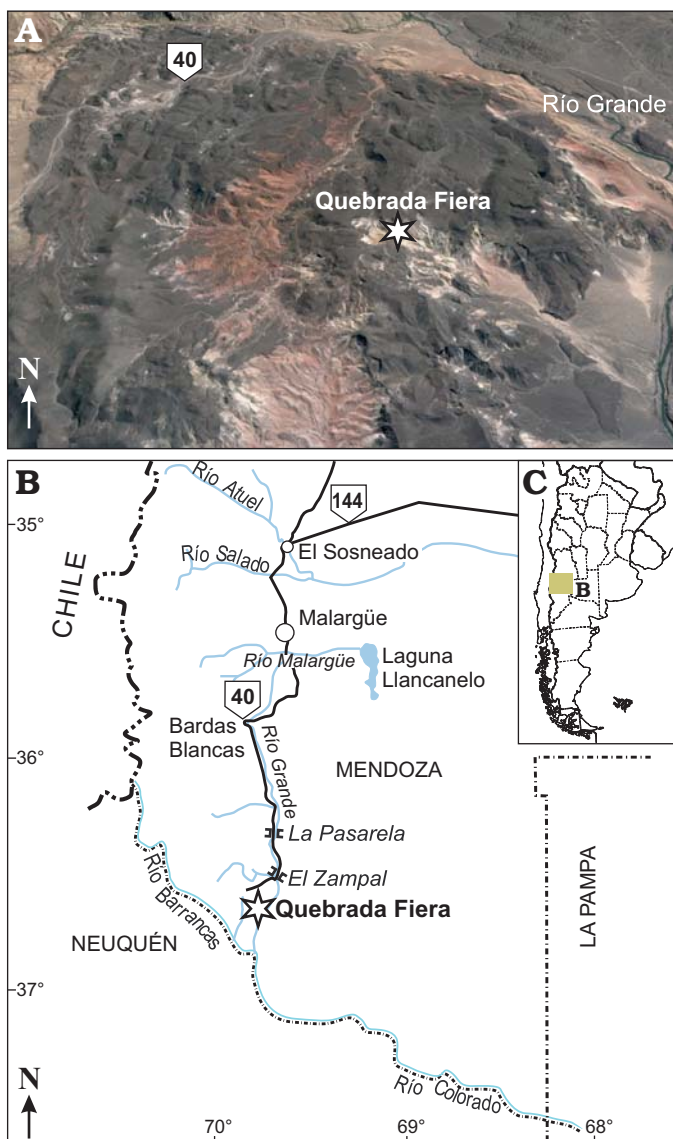 A
40
Río Grande
Quebrada Fiera
N
B
C
Río Atuel
144
35°
El Sosneado
Río Salado
CHILE
B
Malargüe
Río Malargüe
Laguna
Llancanelo
40
Bardas
Blancas
Río Grande
36°
MENDOZA
La Pasarela
El Zampal
Río Barrancas
Quebrada Fiera
LA PAMPA
NEUQUÉN
37°
Río Colorado
N
70°
69°
68°